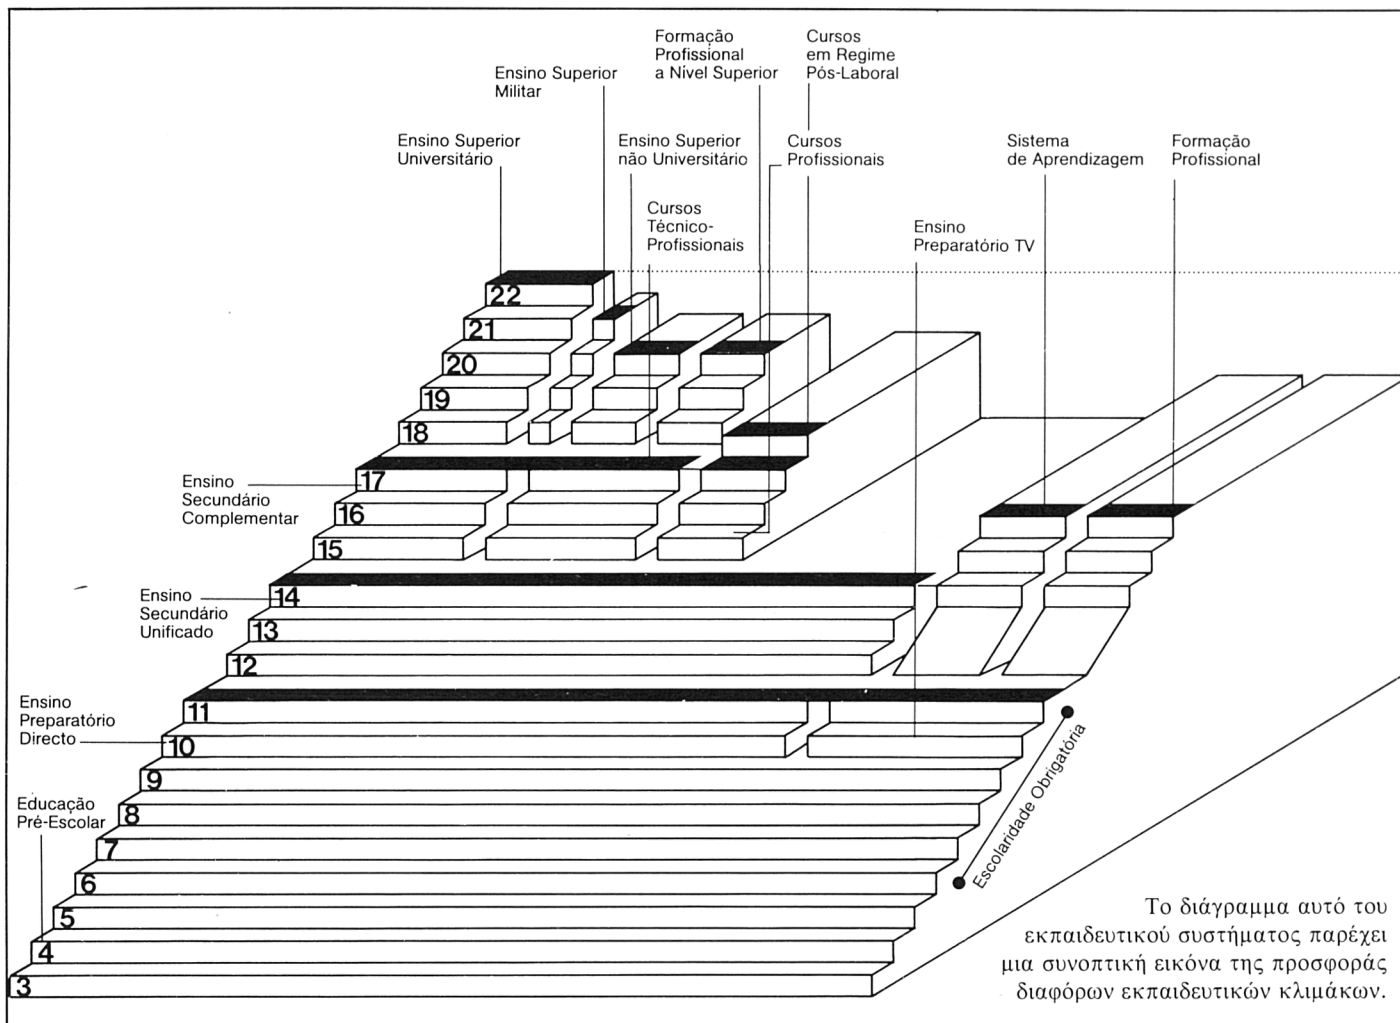 Formação
Profissional
a Nível Superior
Cursos
em Regime
Pós-Laboral
Ensino Superior
Militar
Ensino Superior
Universitário
Ensino Superior
não Universitário
Cursos
Profissionais
Sistema
de Aprendizagem
Formação
Profissional
Cursos
Técnico-
Profissionais
Ensino
Preparatório TV
22
21
20
19
18
17
Ensino
Secundário
Complementar
16
15
14
Ensino
Secundário
Unificado
13
12
11
Ensino
Preparatório
Directo
10
9
8
Educação
Pré-Escolar
7
6
5
4
3
Escolaridade Obrigatória
Το διάγραμμα αυτό του
εκπαιδευτικού συστήματος παρέχει
μια συνοπτική εικόνα της προσφοράς
διαφόρων εκπαιδευτικών κλιμάκων.